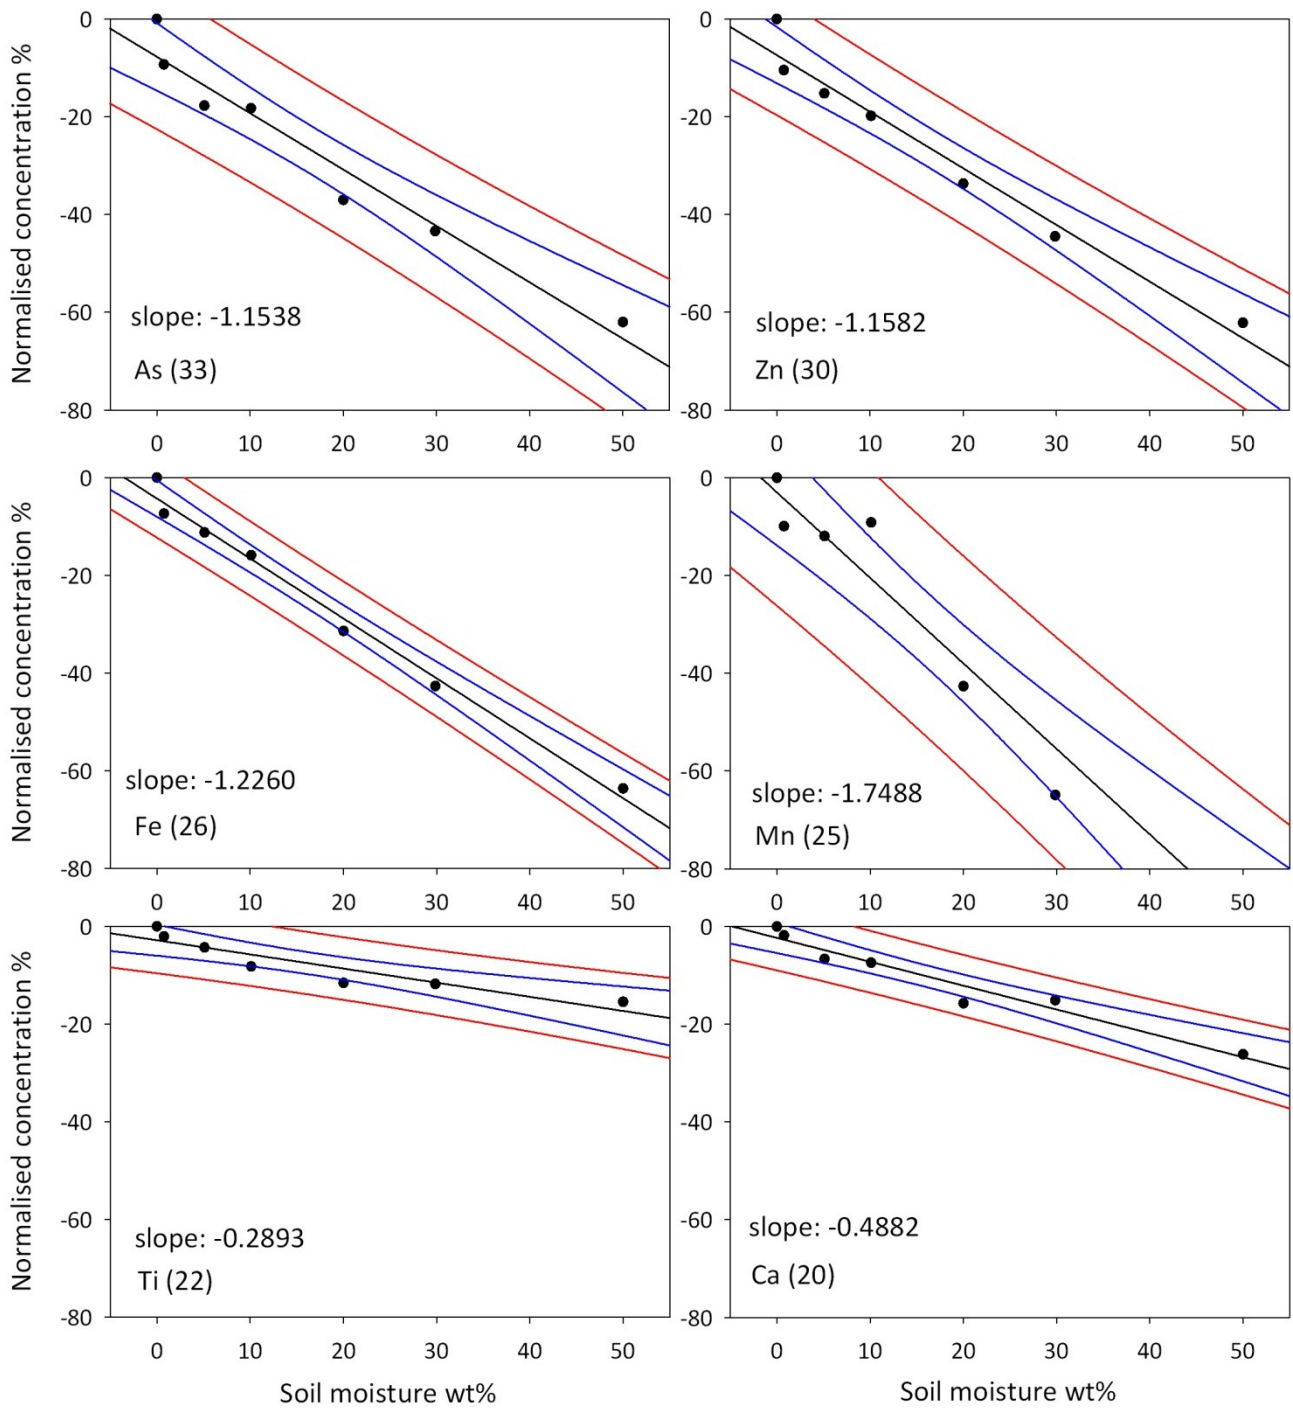 Normalised concentration %
0
-20
-40
-60
-80
slope: -1.1538
As (33)
0 10 20 30 40 50
0
-20
-40
-60
-80
slope: -1.1582
Zn (30)
0 10 20 30 40 50
Normalised concentration %
0
-20
-40
-60
-80
slope: -1.2260
Fe (26)
0 10 20 30 40 50
0
-20
-40
-60
-80
slope: -1.7488
Mn (25)
0 10 20 30 40 50
Normalised concentration %
0
-20
-40
-60
-80
slope: -0.2893
Ti (22)
0 10 20 30 40 50
Soil moisture wt%
0
-20
-40
-60
-80
slope: -0.4882
Ca (20)
0 10 20 30 40 50
Soil moisture wt%